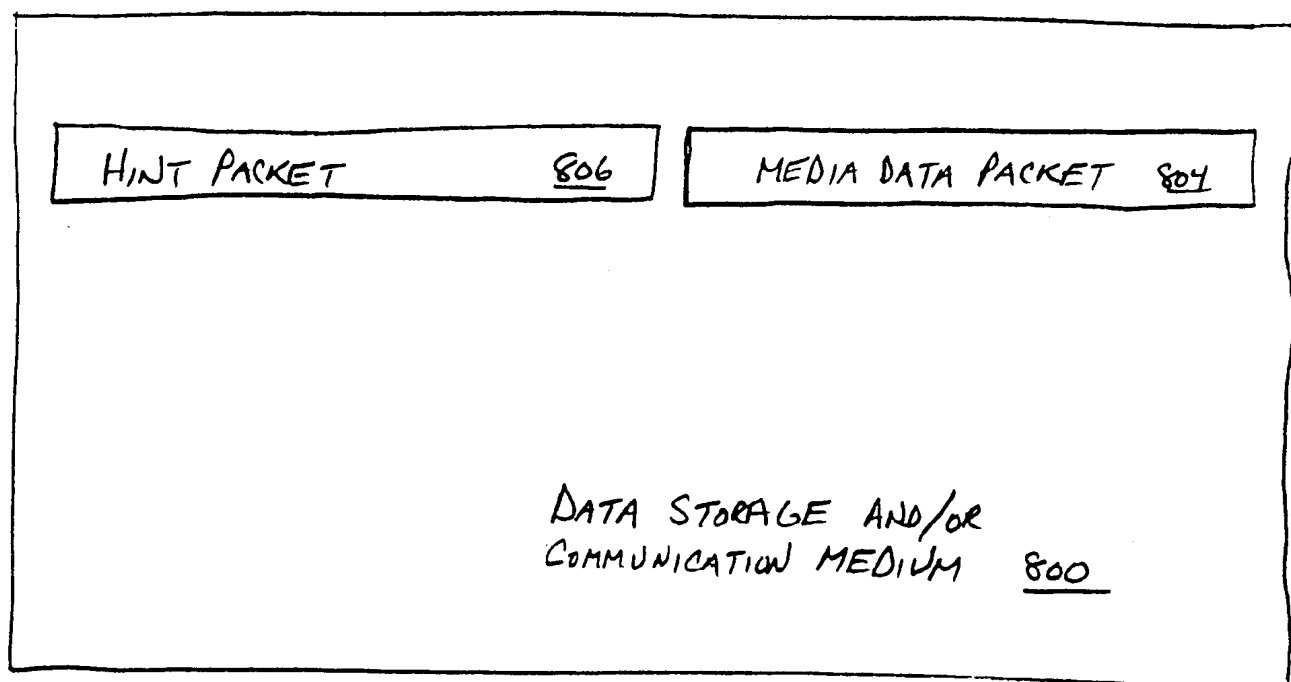 HINT PACKET 806
MEDIA DATA PACKET 804
DATA STORAGE AND/OR
COMMUNICATION MEDIUM 800